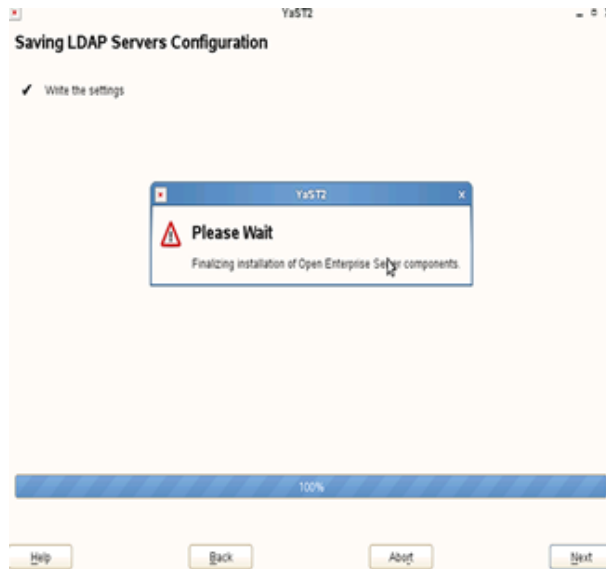 YaST2
Saving LDAP Servers Configuration
✓ Write the settings
YaST2
Please Wait
Finalizing installation of Open Enterprise Server components.
100%
Help
Back
Abort
Next